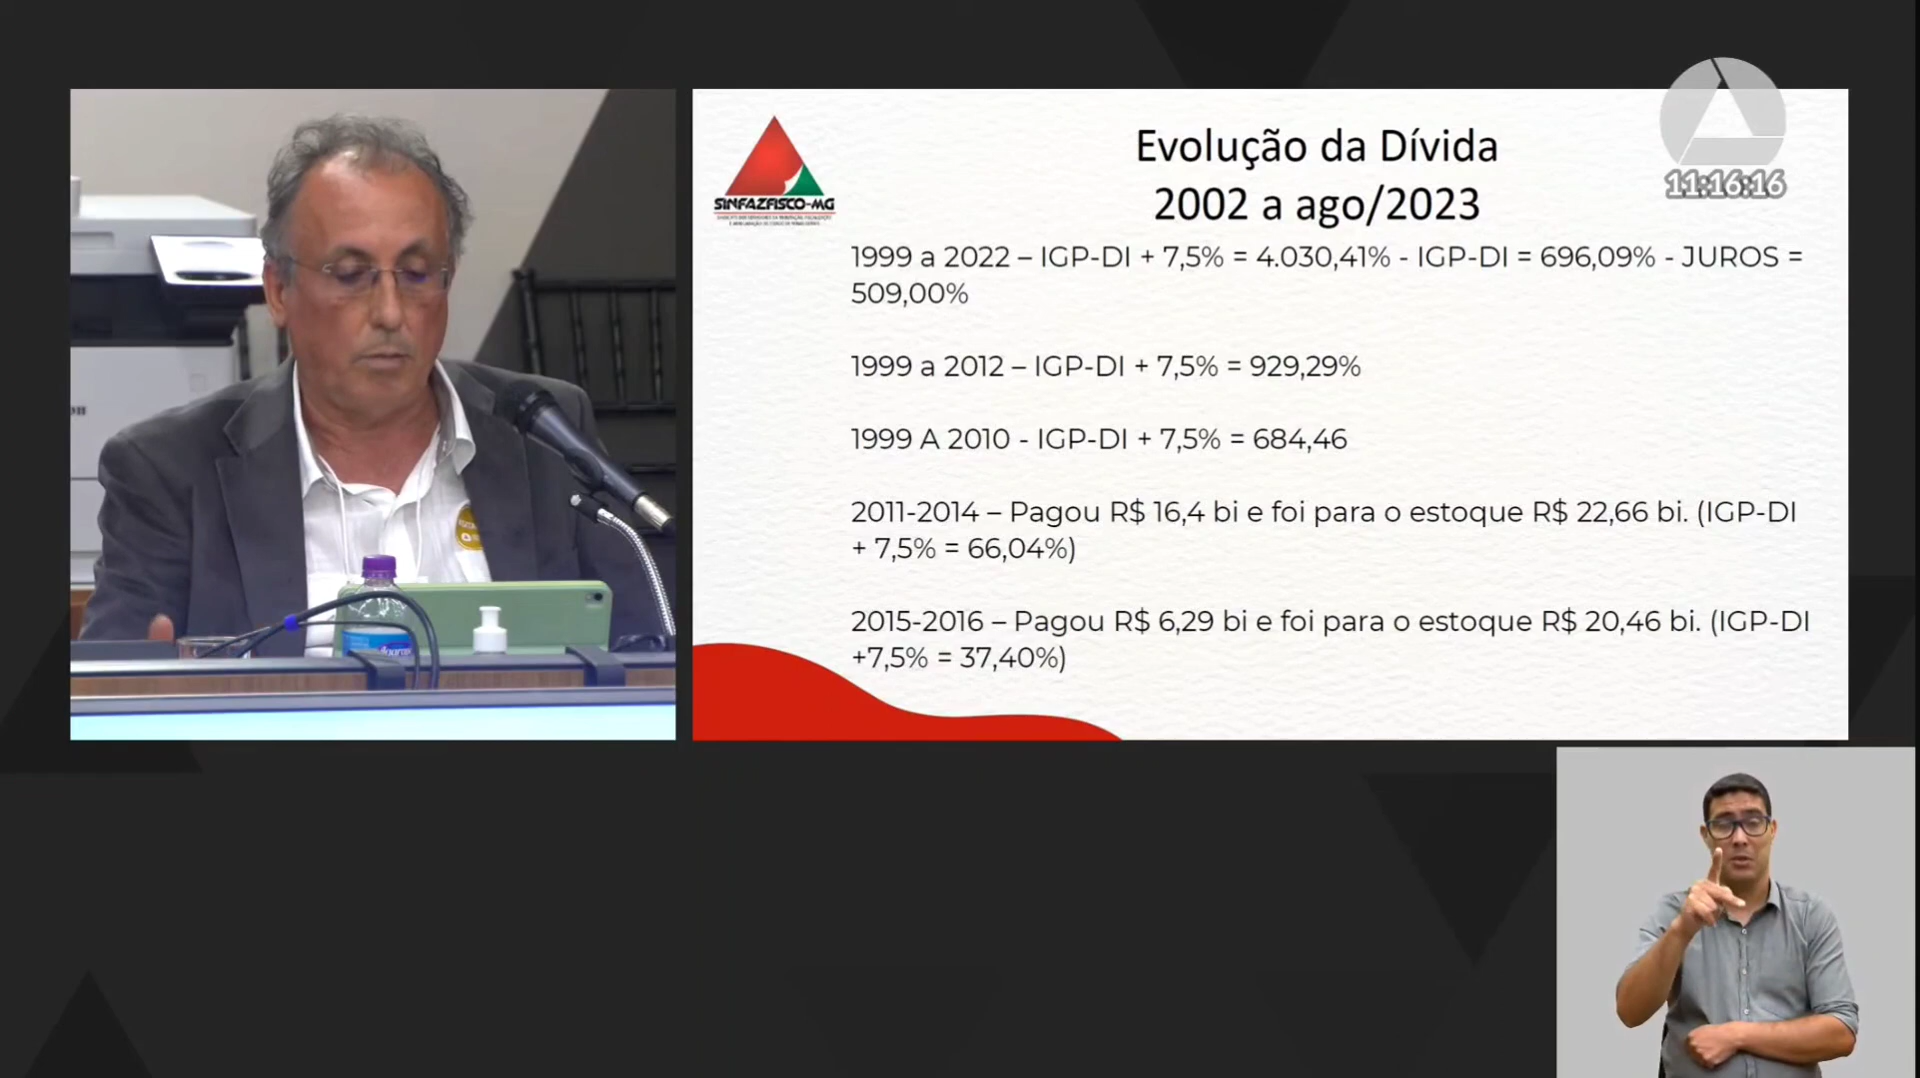 Evolução da Dívida
2002 a ago/2023
11:16:16
SINFAZFISCO-MG
1999 a 2022 – IGP-DI + 7,5% = 4.030,41% - IGP-DI = 696,09% - JUROS =
509,00%
1999 a 2012 – IGP-DI + 7,5% = 929,29%
1999 A 2010 - IGP-DI + 7,5% = 684,46
2011-2014 – Pagou R$ 16,4 bi e foi para o estoque R$ 22,66 bi. (IGP-DI
+ 7,5% = 66,04%)
2015-2016 – Pagou R$ 6,29 bi e foi para o estoque R$ 20,46 bi. (IGP-DI
+7,5% = 37,40%)